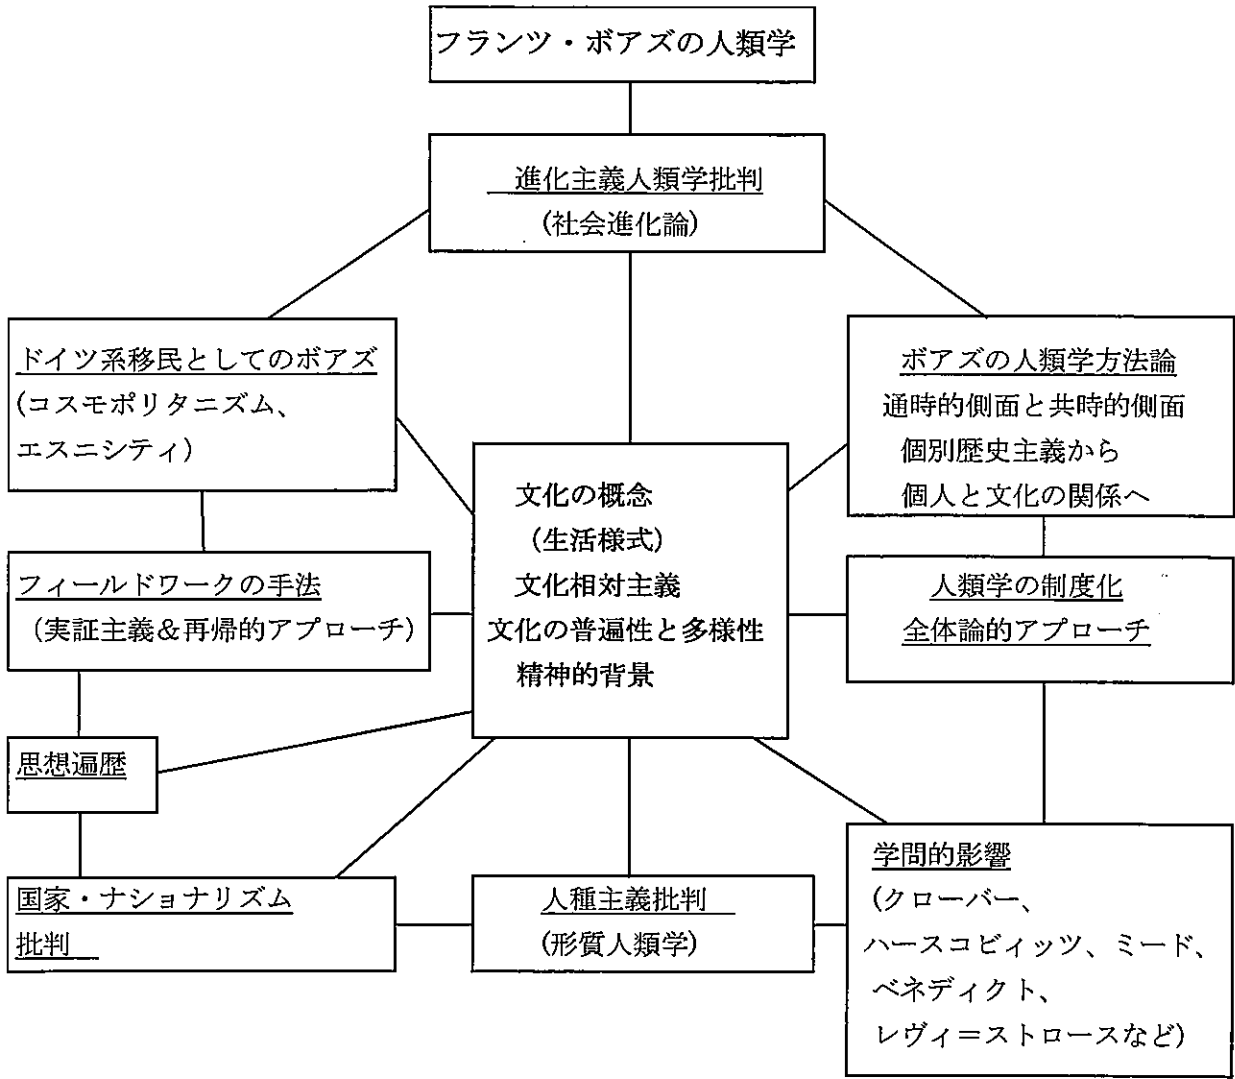 フランツ・ボアズの人類学
進化主義人類学批判
(社会進化論)
ドイツ系移民としてのボアズ
(コスモポリタニズム、
エスニシティ)
ボアズの人類学方法論
通時的側面と共時的側面
個別歴史主義から
個人と文化の関係へ
文化の概念
(生活様式)
文化相対主義
文化の普遍性と多様性
精神的背景
フィールドワークの手法
(実証主義&再帰的アプローチ)
人類学の制度化
全体論的アプローチ
思想遍歴
国家・ナショナリズム
批判
人種主義批判
(形質人類学)
学問的影響
(クローバー、
ハースコビィッツ、ミード、
ベネディクト、
レヴィ=ストロースなど)